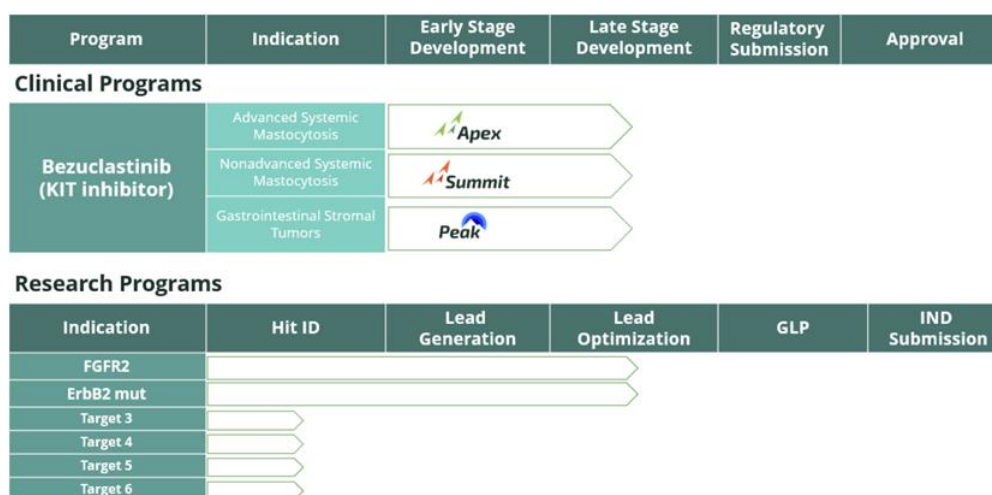 Program
Indication
Early Stage
Development
Late Stage
Development
Regulatory
Submission
Approval
Clinical Programs
Bezuclastinib
(KIT inhibitor)
Advanced Systemic
Mastocytosis
Apex
Nonadvanced Systemic
Mastocytosis
Summit
Gastrointestinal Stromal
Tumors
Peak
Research Programs
Indication
Hit ID
Lead
Generation
Lead
Optimization
GLP
IND
Submission
FGFR2
ErbB2 mut
Target 3
Target 4
Target 5
Target 6